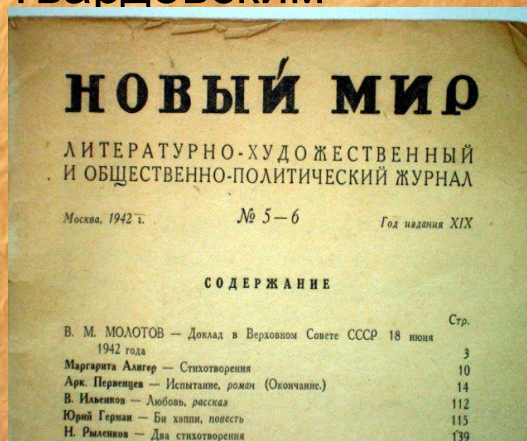 Твардовским
НОВЫЙ МИР
ЛИТЕРАТУРНО-ХУДОЖЕСТВЕННЫЙ
И ОБЩЕСТВЕННО-ПОЛИТИЧЕСКИЙ ЖУРНАЛ
Москва, 1942 г. № 5—6 Год издания XIX
СОДЕРЖАНИЕ
Стр.
В. М. МОЛОТОВ — Доклад в Верховном Совете СССР 18 июня
1942 года 3
Маргарита Алигер — Стихотворения 10
Арк. Первенцев — Испытание, роман (Окончание.) 14
В. Ильенков — Любовь, рассказ 112
Юрий Герман — Би хэппи, повесть 115
Н. Рыленков — Два стихотворения 139